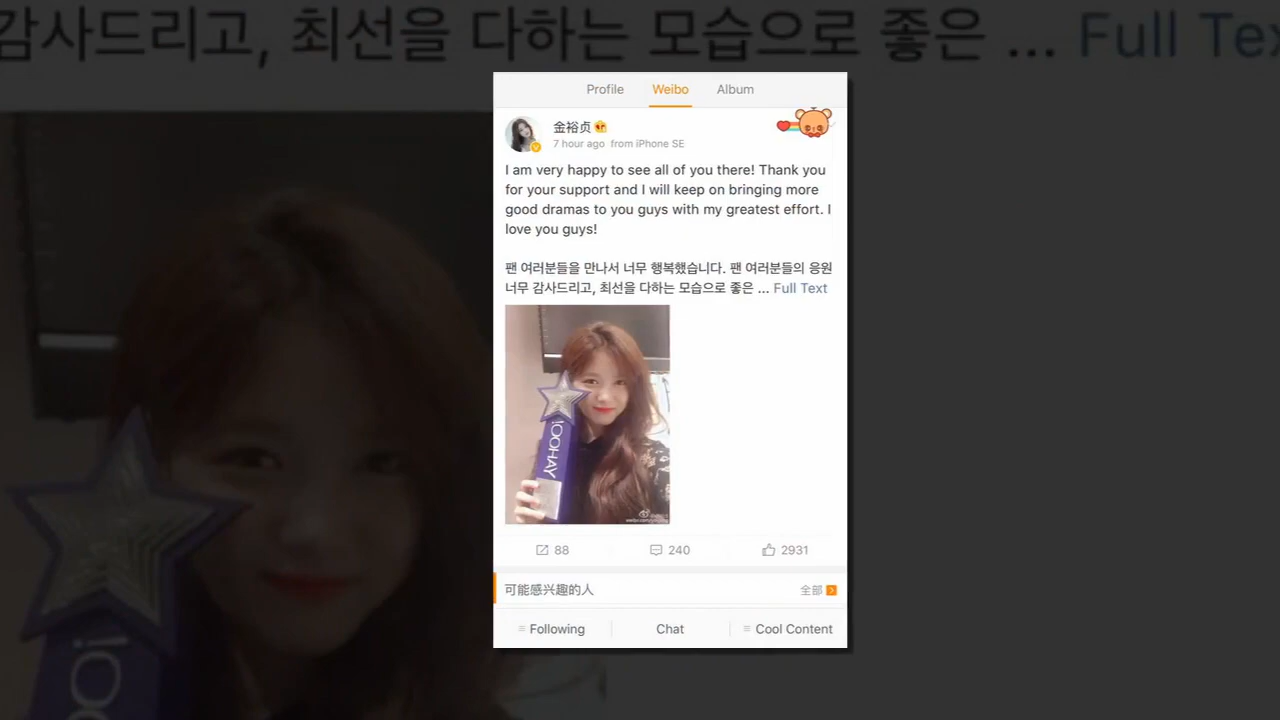 감사드리고, 최선을 다하는 모습으로 좋은 ... Full Tex
Profile Weibo Album
金裕贞
7 hour ago from iPhone SE
I am very happy to see all of you there! Thank you
for your support and I will keep on bringing more
good dramas to you guys with my greatest effort. I
love you guys!
팬 여러분들을 만나서 너무 행복했습니다. 팬 여러분들의 응원
너무 감사드리고, 최선을 다하는 모습으로 좋은 ... Full Text
YAHOO!
88 240 2931
可能感兴趣的人 全部
Following Chat Cool Content